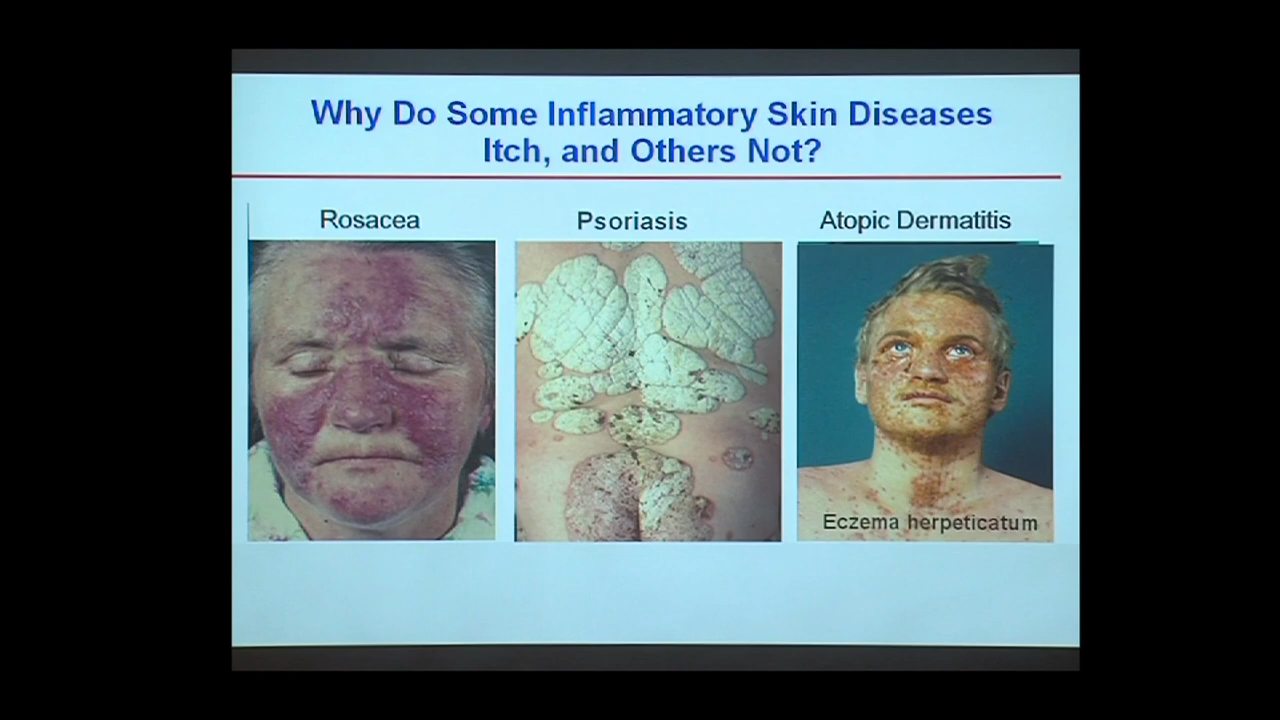 Why Do Some Inflammatory Skin Diseases
Itch, and Others Not?
Rosacea
Psoriasis
Atopic Dermatitis
Eczema herpeticatum